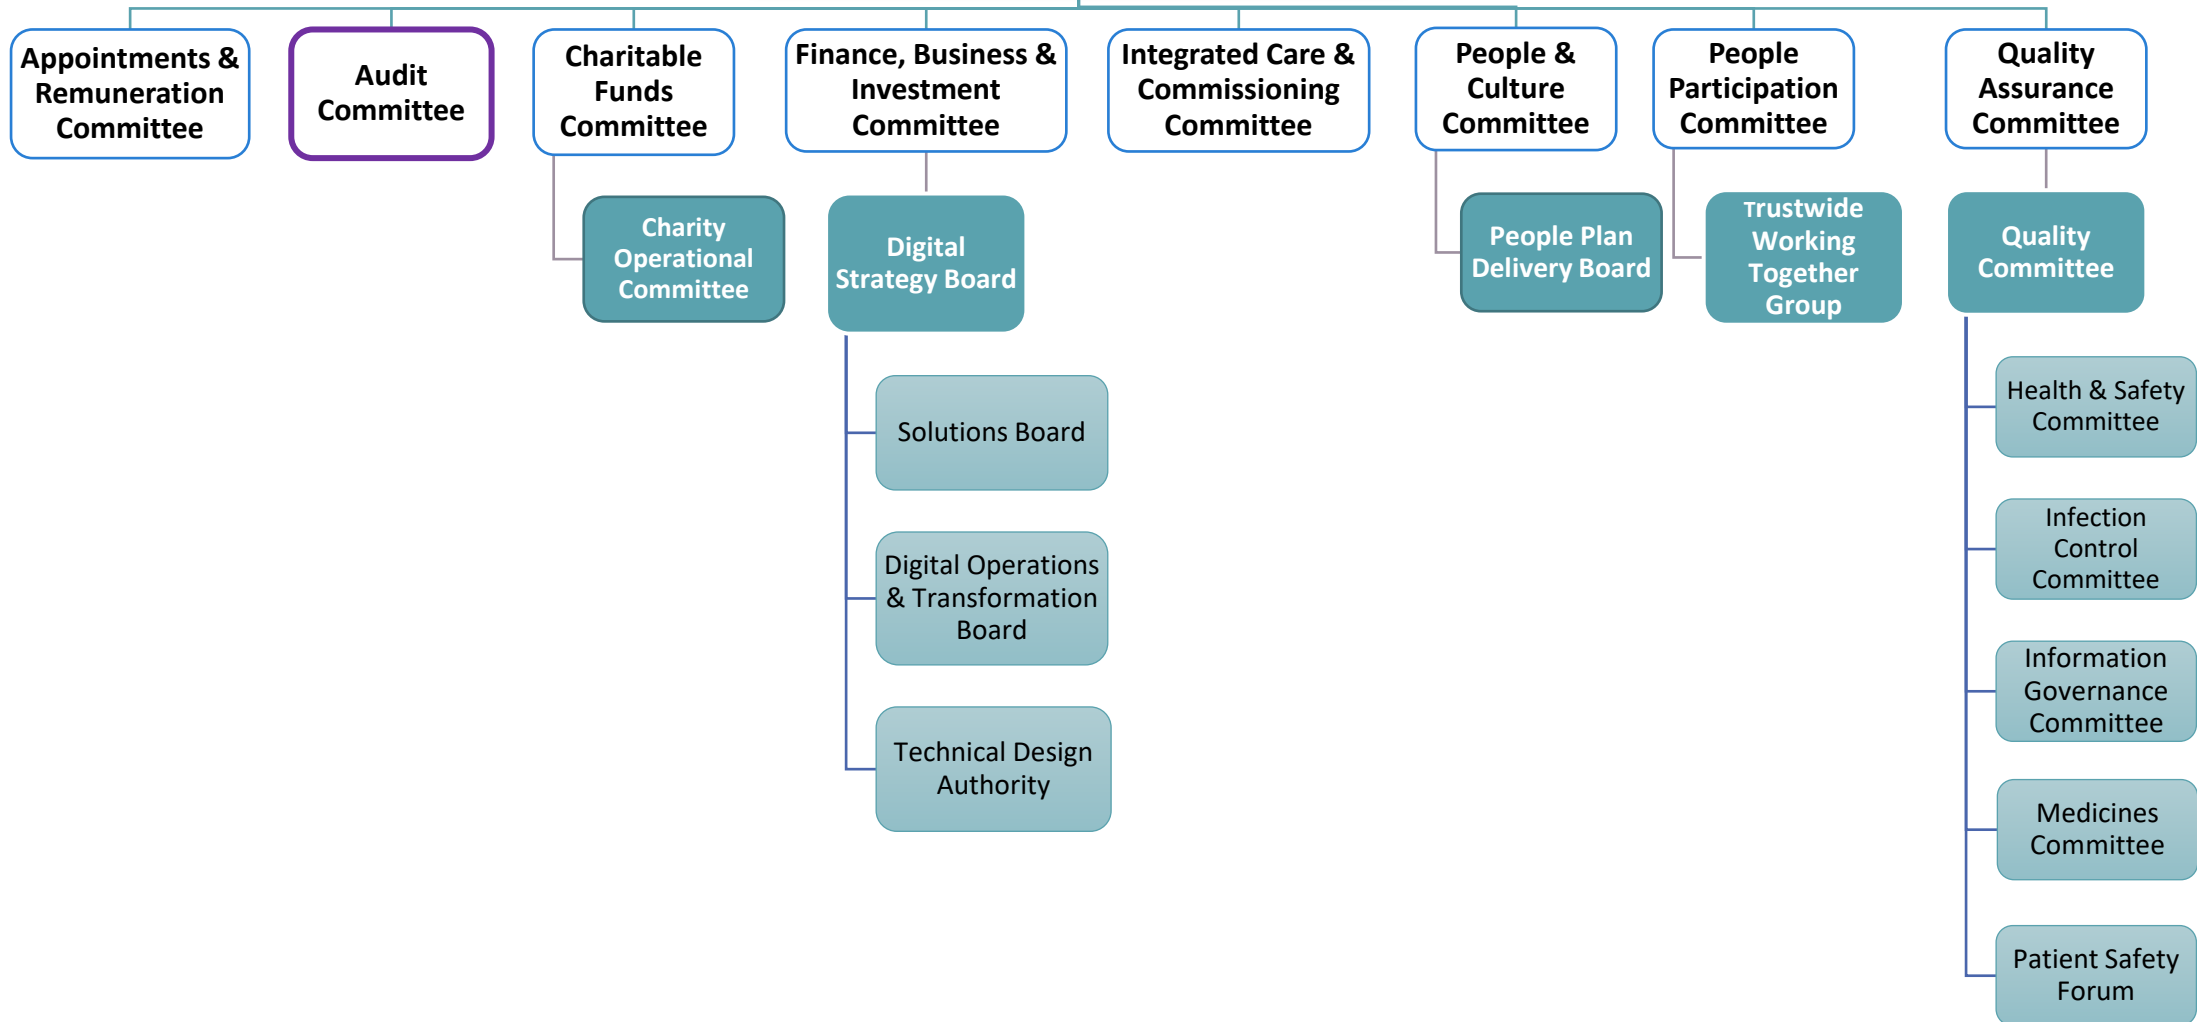 Appointments &
Remuneration
Committee
Audit
Committee
Charitable
Funds
Committee
Finance, Business &
Investment
Committee
Integrated Care &
Commissioning
Committee
People &
Culture
Committee
People
Participation
Committee
Quality
Assurance
Committee
Charity
Operational
Committee
Digital
Strategy Board
People Plan
Delivery Board
Trustwide
Working
Together
Group
Quality
Committee
Solutions Board
Digital Operations
& Transformation
Board
Technical Design
Authority
Health & Safety
Committee
Infection
Control
Committee
Information
Governance
Committee
Medicines
Committee
Patient Safety
Forum